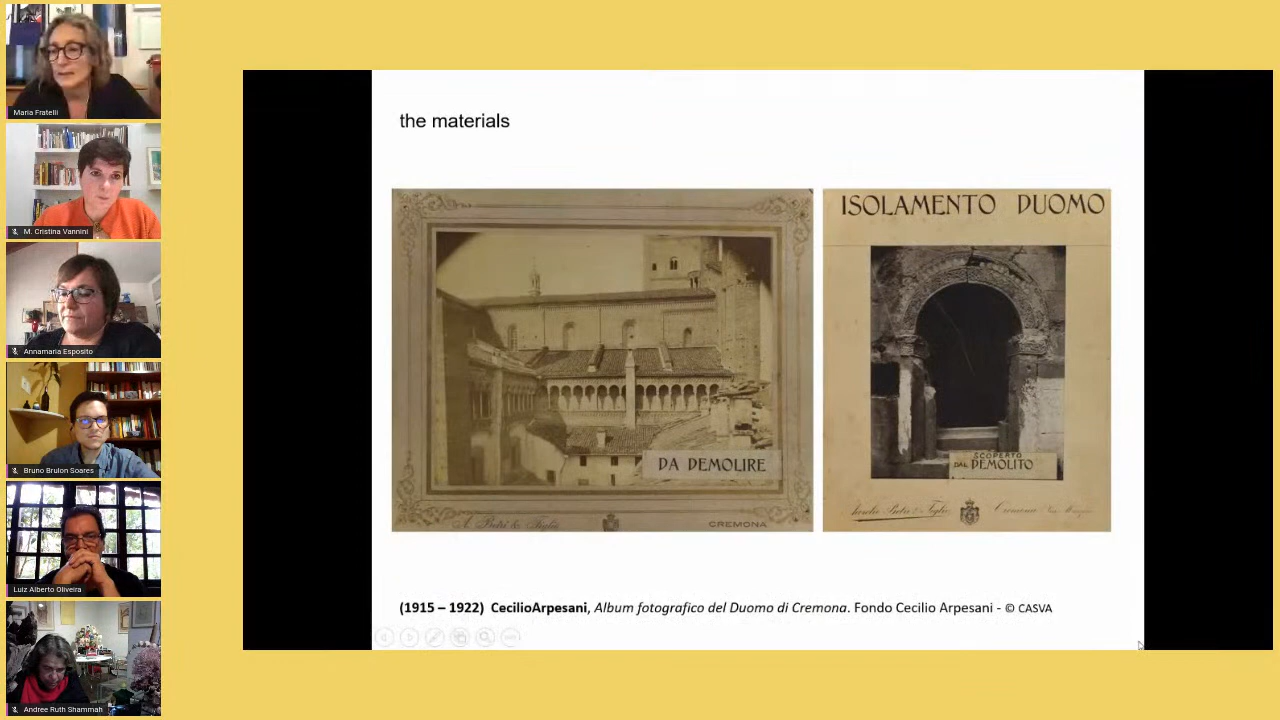 Maria Fratelli
M. Cristina Vannini
Annamaria Esposito
Bruno Brulon Soares
Luiz Alberto Oliveira
Andree Ruth Shammah
the materials
DA DEMOLIRE
CREMONA
ISOLAMENTO DUOMO
SCOPERTO
DAL DEMOLITO
(1915 – 1922) CecilioArpesani, Album fotografico del Duomo di Cremona. Fondo Cecilio Arpesani - © CASVA